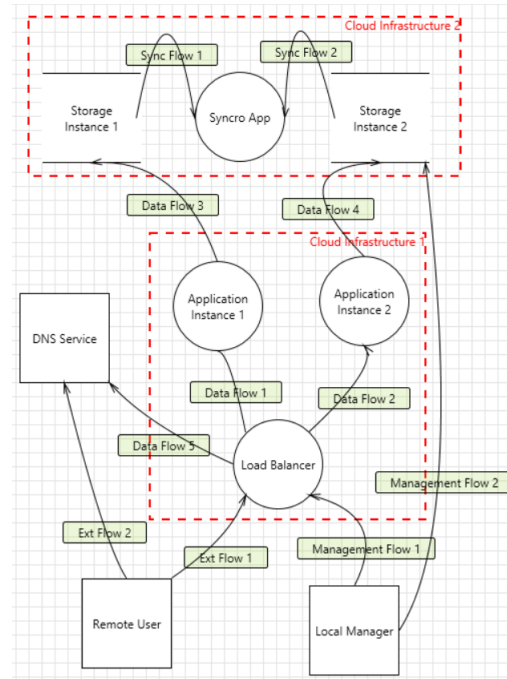 Cloud Infrastructure 2
Sync Flow 1
Sync Flow 2
Storage
Instance 1
Syncro App
Storage
Instance 2
Data Flow 3
Data Flow 4
Cloud Infrastructure 1
Application
Instance 1
Application
Instance 2
DNS Service
Data Flow 1
Data Flow 2
Data Flow 5
Load Balancer
Management Flow 2
Ext Flow 2
Ext Flow 1
Management Flow 1
Remote User
Local Manager